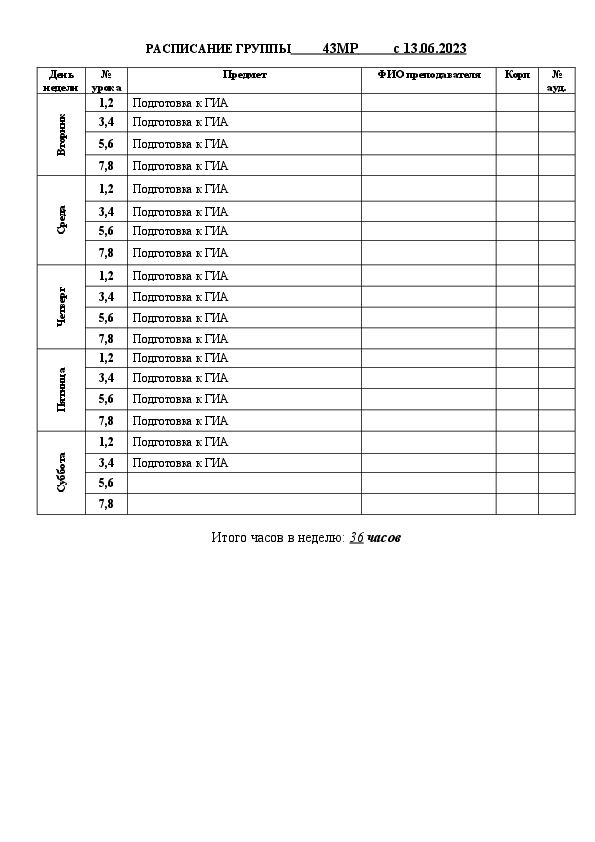 РАСПИСАНИЕ ГРУППЫ 43МР с 13.06.2023
День недели № урока Предмет ФИО преподавателя Корп № ауд.
Вторник
1,2 Подготовка к ГИА
3,4 Подготовка к ГИА
5,6 Подготовка к ГИА
7,8 Подготовка к ГИА
Среда
1,2 Подготовка к ГИА
3,4 Подготовка к ГИА
5,6 Подготовка к ГИА
7,8 Подготовка к ГИА
Четверг
1,2 Подготовка к ГИА
3,4 Подготовка к ГИА
5,6 Подготовка к ГИА
7,8 Подготовка к ГИА
Пятница
1,2 Подготовка к ГИА
3,4 Подготовка к ГИА
5,6 Подготовка к ГИА
7,8 Подготовка к ГИА
Суббота
1,2 Подготовка к ГИА
3,4 Подготовка к ГИА
5,6
7,8
Итого часов в неделю: 36 часов